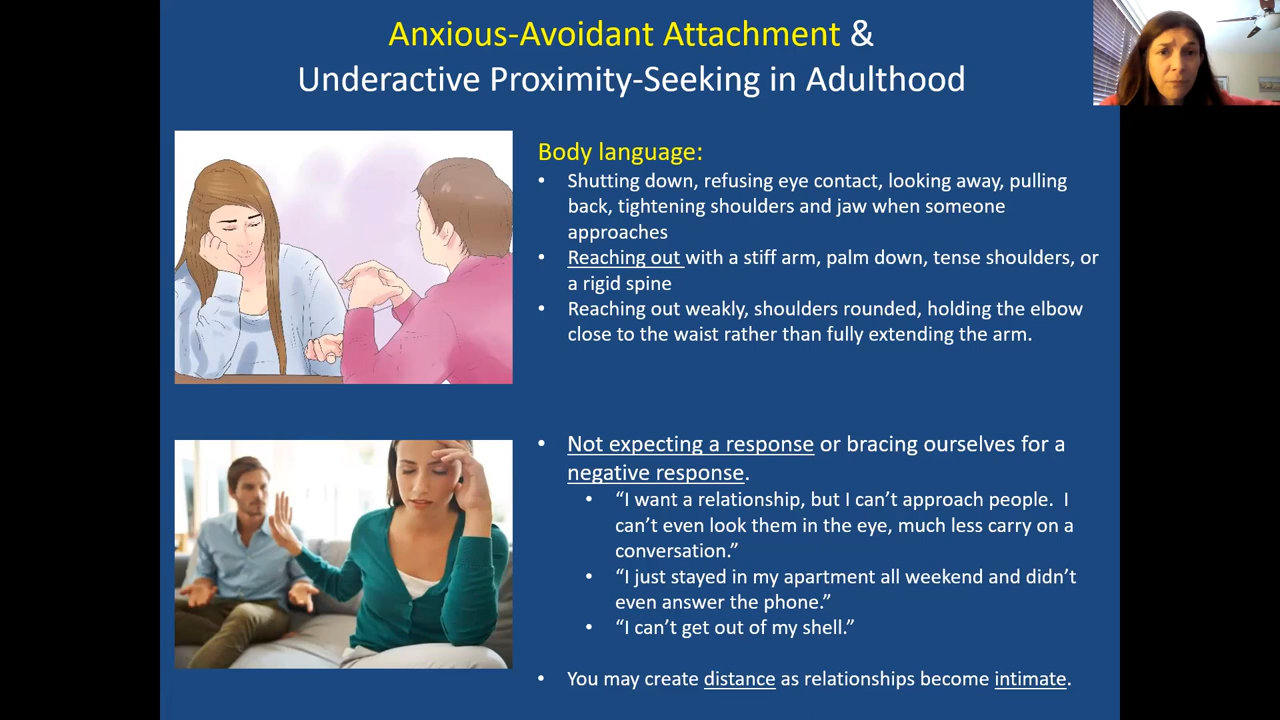 Anxious-Avoidant Attachment &
Underactive Proximity-Seeking in Adulthood
Body language:
• Shutting down, refusing eye contact, looking away, pulling
back, tightening shoulders and jaw when someone
approaches
• Reaching out with a stiff arm, palm down, tense shoulders, or
a rigid spine
• Reaching out weakly, shoulders rounded, holding the elbow
close to the waist rather than fully extending the arm.
• Not expecting a response or bracing ourselves for a
negative response.
• “I want a relationship, but I can’t approach people. I
can’t even look them in the eye, much less carry on a
conversation.”
• “I just stayed in my apartment all weekend and didn’t
even answer the phone.”
• “I can’t get out of my shell.”
• You may create distance as relationships become intimate.